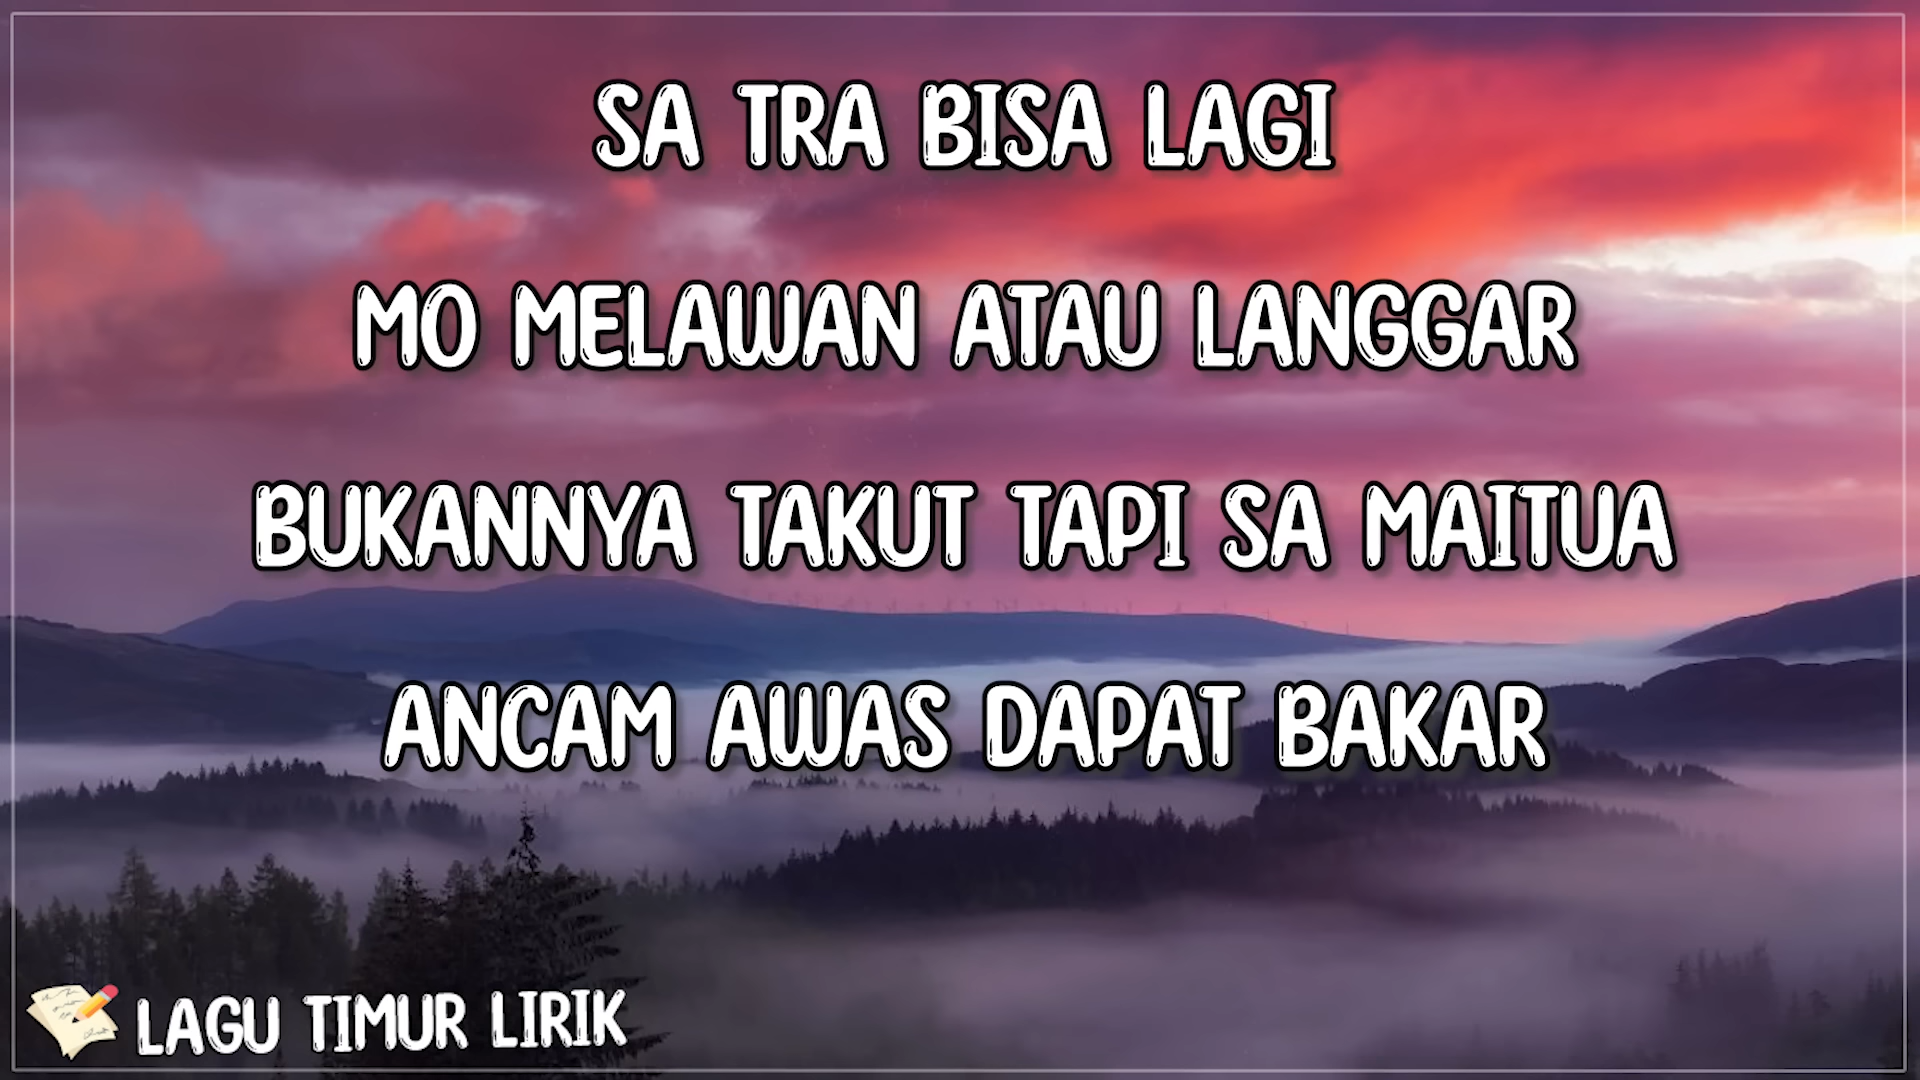 SA TRA BISA LAGI
MO MELAWAN ATAU LANGGAR
BUKANNYA TAKUT TAPI SA MAITUA
ANCAM AWAS DAPAT BAKAR
LAGU TIMUR LIRIK